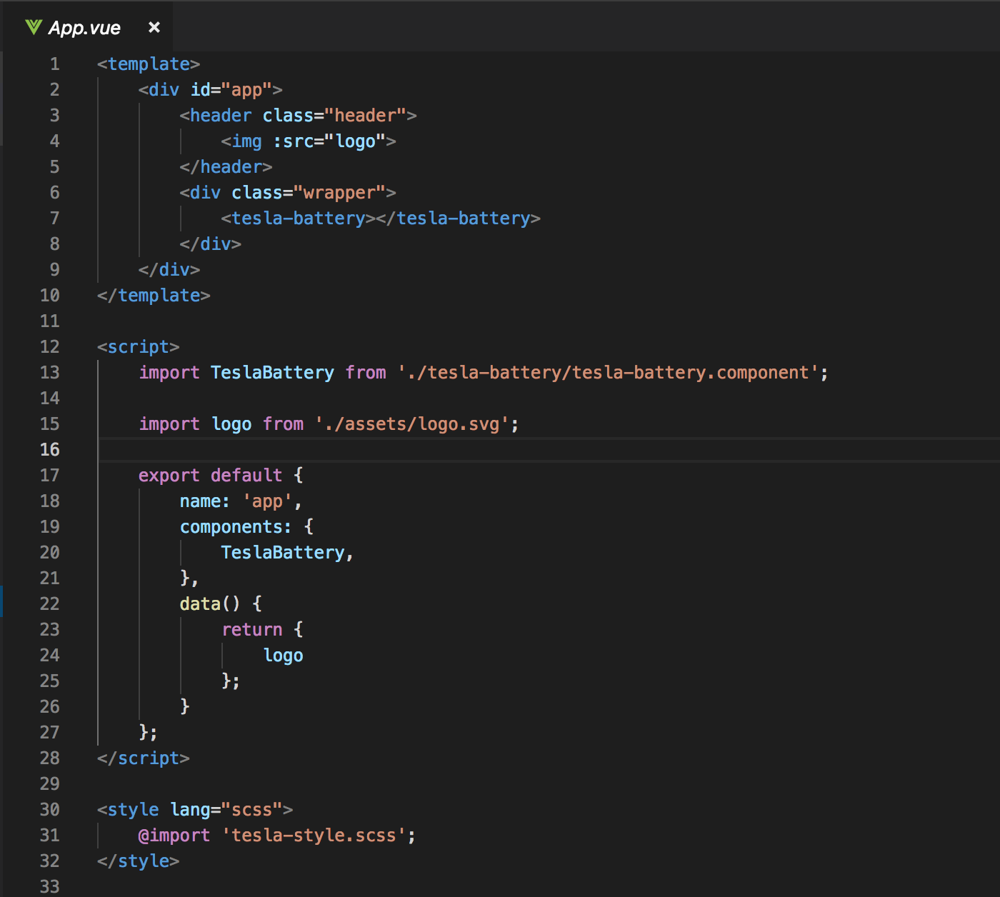 App.vue ×
1 <template>
2     <div id="app">
3         <header class="header">
4             <img :src="logo">
5         </header>
6         <div class="wrapper">
7             <tesla-battery></tesla-battery>
8         </div>
9     </div>
10 </template>
11
12 <script>
13     import TeslaBattery from './tesla-battery/tesla-battery.component';
14
15     import logo from './assets/logo.svg';
16
17     export default {
18         name: 'app',
19         components: {
20             TeslaBattery,
21         },
22         data() {
23             return {
24                 logo
25             };
26         }
27     };
28 </script>
29
30 <style lang="scss">
31     @import 'tesla-style.scss';
32 </style>
33